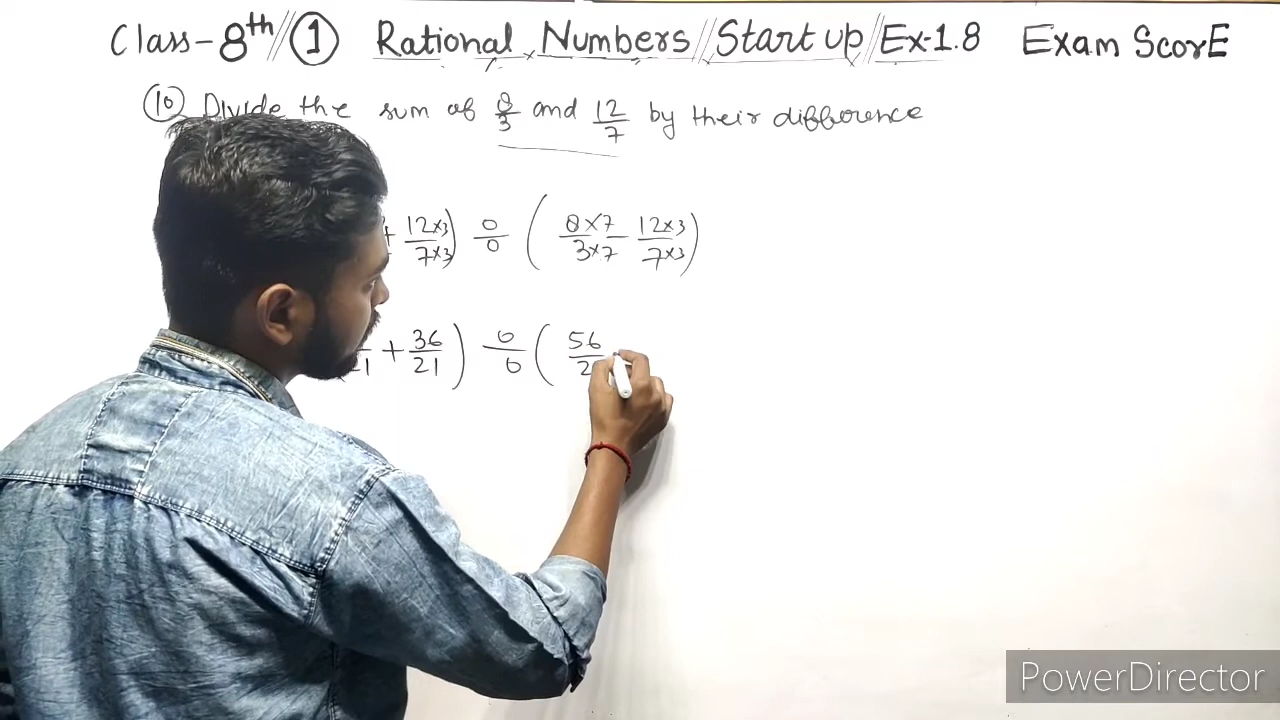 Class-8th // 1 Rational Numbers // Start up // Ex-1.8 Exam ScorE
10 Divide the sum of 8/3 and 12/7 by their difference
+ 12×3/7×3) ÷ (8×7/3×7 - 12×3/7×3)
+ 36/21) ÷ (56/2
PowerDirector